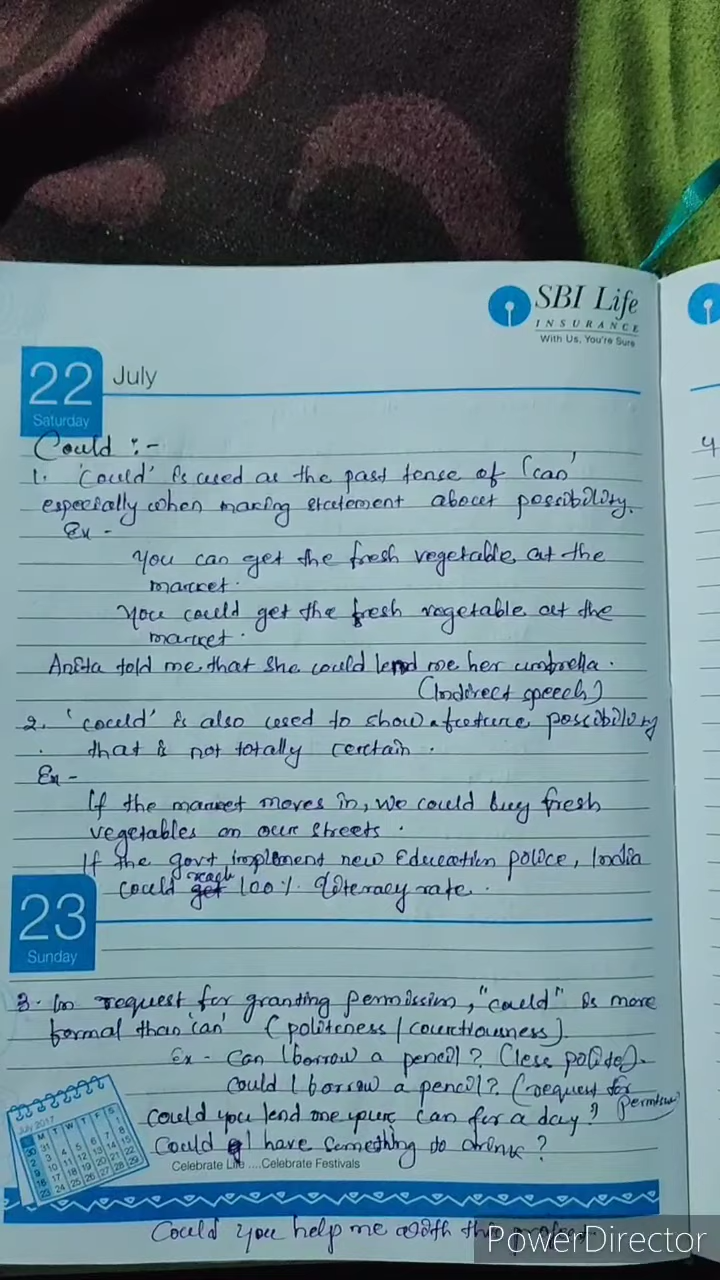 SBI Life
INSURANCE
With Us, You're Sure
22 July
Saturday
Could :-
1. 'Could' is used as the past tense of 'can'
especially when making statement about possibility.
Ex -
You can get the fresh vegetable at the
market.
You could get the fresh vegetable at the
market.
Anita told me that she could lend me her umbrella.
(Indirect speech)
2. 'could' is also used to show a future possibility
that is not totally certain.
Ex -
If the market moves in, we could buy fresh
vegetables on our streets.
If the govt implement new Education police, India
could get reach 100% literacy rate.
23
Sunday
3. In request for granting permission, "could" is more
formal than 'can' (politeness / courtiousness).
Ex - Can I borrow a pencil? (less polite).
Could I borrow a pencil? (request for
permission
Could you lend me your car for a day?
Could I have something to drink?
JULY 2017
Celebrate Life ....Celebrate Festivals
Could you help me with this
PowerDirector
4